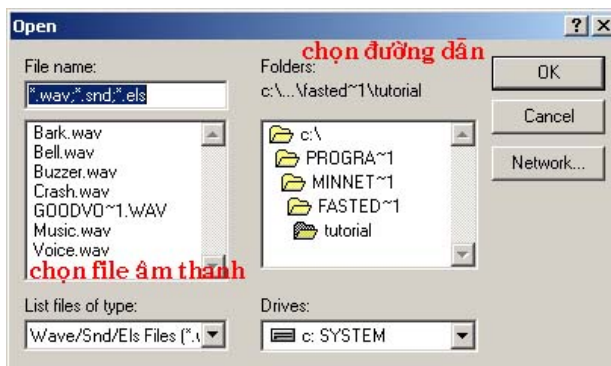 Open
chọn đường dẫn
File name:
Folders:
OK
*.wav;*.snd;*.els
c:\...\fasted~1\tutorial
Cancel
Bark.wav
Bell.wav
Buzzer.wav
Crash.wav
GOODVO~1.WAV
Music.wav
Voice.wav
c:\
PROGRA~1
MINNET~1
FASTED~1
tutorial
Network...
chọn file âm thanh
List files of type:
Drives:
Wave/Snd/Els Files (*.
c: SYSTEM